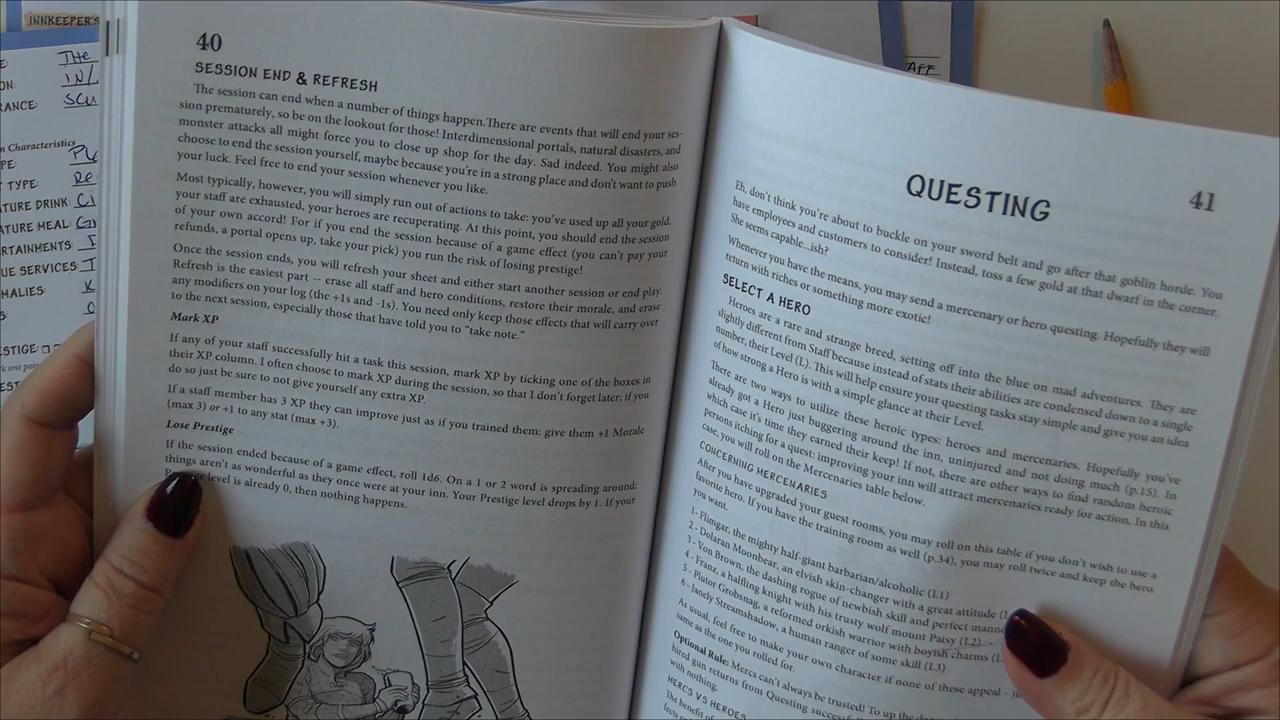 INNKEEPER'S
40
SESSION END & REFRESH
The session can end when a number of things happen.There are events that will end your ses-
sion prematurely, so be on the lookout for those! Interdimensional portals, natural disasters, and
monster attacks all might force you to close up shop for the day. Sad indeed. You might also
choose to end the session yourself, maybe because you're in a strong place and don't want to push
your luck. Feel free to end your session whenever you like.
Most typically, however, you will simply run out of actions to take: you've used up all your gold,
your staff are exhausted, your heroes are recuperating. At this point, you should end the session
of your own accord! For if you end the session because of a game effect (you can't pay your
refunds, a portal opens up, take your pick) you run the risk of losing prestige!
Once the session ends, you will refresh your sheet and either start another session or end play.
Refresh is the easiest part -- erase all staff and hero conditions, restore their morale, and erase
any modifiers on your log (the +1s and -1s). You need only keep those effects that will carry over
to the next session, especially those that have told you to "take note."
Mark XP
If any of your staff successfully hit a task this session, mark XP by ticking one of the boxes in
their XP column. I often choose to mark XP during the session, so that I don't forget later; if you
do so just be sure to not give yourself any extra XP.
If a staff member has 3 XP they can improve just as if you trained them: give them +1 Morale
(max 3) or +1 to any stat (max +3).
Lose Prestige
If the session ended because of a game effect, roll 1d6. On a 1 or 2 word is spreading around:
things aren't as wonderful as they once were at your inn. Your Prestige level drops by 1. If your
level is already 0, then nothing happens.
41
QUESTING
Eh, don't think you're about to buckle on your sword belt and go after that goblin horde. You
have employees and customers to consider! Instead, toss a few gold at that dwarf in the corner.
She seems capable...ish?
Whenever you have the means, you may send a mercenary or hero questing. Hopefully they will
return with riches or something more exotic!
SELECT A HERO
Heroes are a rare and strange breed, setting off into the blue on mad adventures. They are
slightly different from Staff because instead of stats their abilities are condensed down to a single
number, their Level (L). This will help ensure your questing tasks stay simple and give you an idea
of how strong a Hero is with a simple glance at their Level.
There are two ways to utilize these heroic types: heroes and mercenaries. Hopefully you've
already got a Hero just buggering around the inn, uninjured and not doing much (p.15). In
which case it's time they earned their keep! If not, there are other ways to find random heroic
persons itching for a quest: improving your inn will attract mercenaries ready for action. In this
case, you will roll on the Mercenaries table below.
CONCERNING MERCENARIES
After you have upgraded your guest rooms, you may roll on this table if you don't wish to use a
favorite hero. If you have the training room as well (p.34), you may roll twice and keep the hero
you want.
1- Flimgar, the mighty half-giant barbarian/alcoholic (L1)
2 - Dolaran Moonbear, an elvish skin-changer with a great attitude
3 - Von Brown, the dashing rogue of newbish skill and perfect
4 - Franz, a halfling knight with his trusty wolf mount Patsy (L2)
5 - Plutor Grobsnag, a reformed orkish warrior with boyish charms
6 - Janely Streamshadow, a human ranger of some skill (L3)
As usual, feel free to make your own character if none of these appeal -
same as the one you rolled for.
Optional Rule: Mercs can't always be trusted! To up the
hired gun returns from Questing
with nothing.
MERCS VS HEROES
The benefit of